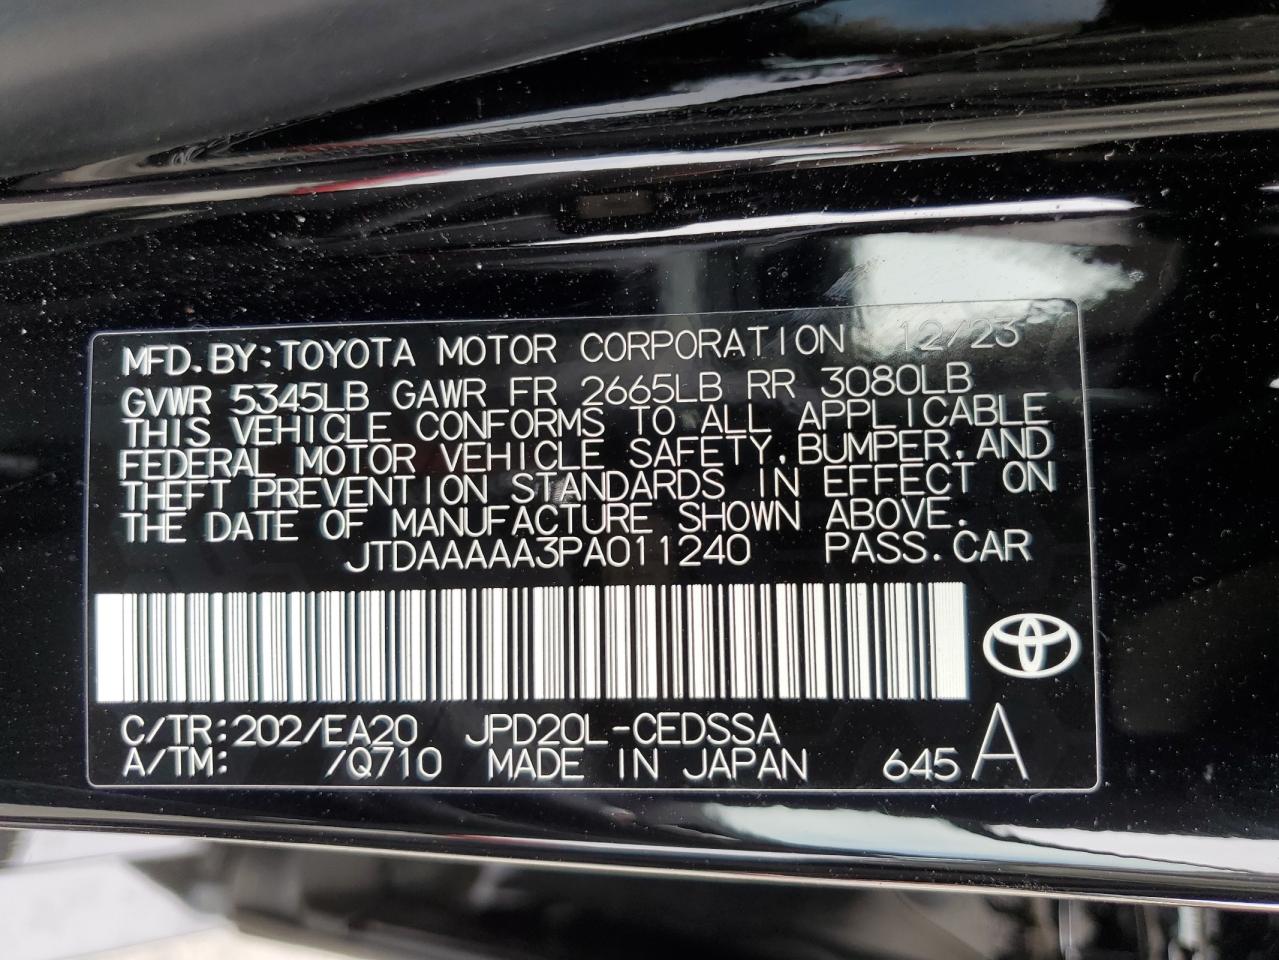 MFD.BY:TOYOTA MOTOR CORPORATION 12/23
GVWR 5345LB GAWR FR 2665LB RR 3080LB
THIS VEHICLE CONFORMS TO ALL APPLICABLE
FEDERAL MOTOR VEHICLE SAFETY,BUMPER,AND
THEFT PREVENTION STANDARDS IN EFFECT ON
THE DATE OF MANUFACTURE SHOWN ABOVE.
JTDAAAAA3PA011240 PASS.CAR
C/TR:202/EA20 JPD20L-CEDSSA
A/TM: /Q710 MADE IN JAPAN 645 A